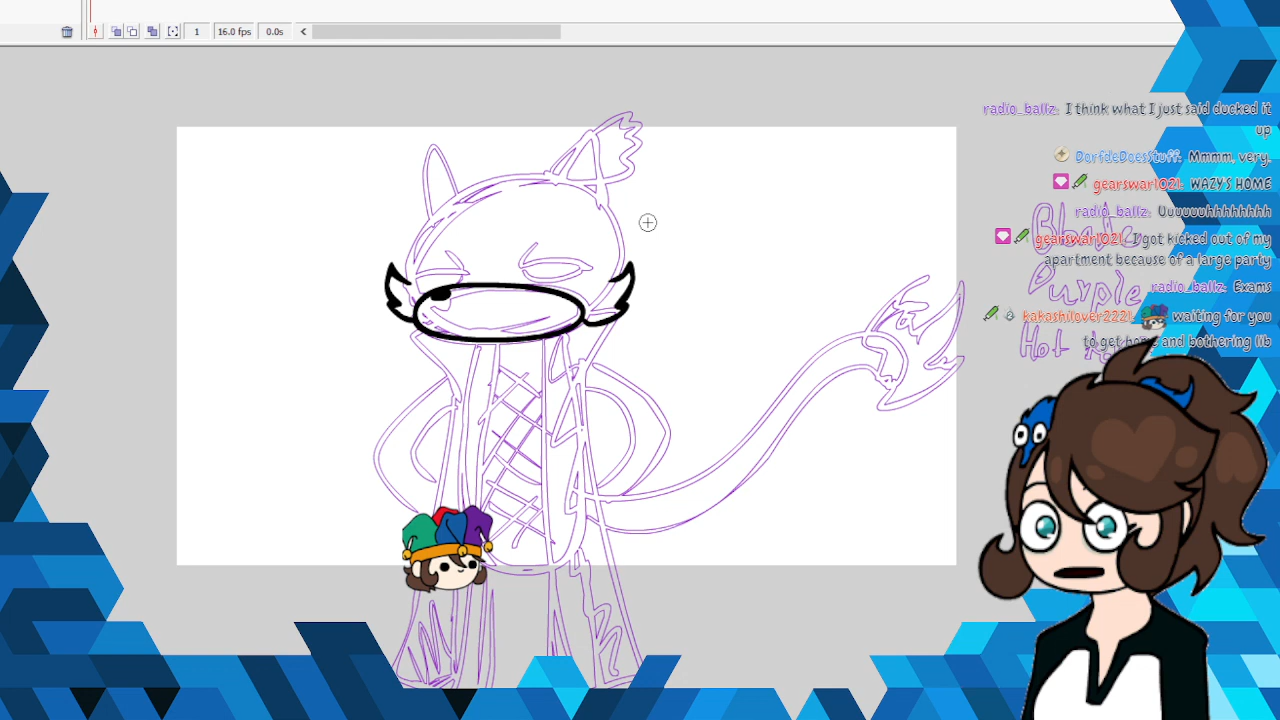 1 16.0 fps 0.0s
radio_ballz: I think what I just said ducked it
up
DorfdeDoesStuff: Mmmm, very.
gearswar1021: WAZY'S HOME
radio_ballz: Uuuuuuhhhhhhhh
gearswar1021: I got kicked out of my
apartment because of a large party
Purple
radio_ballz: Exams
kakashilover2221: waiting for you
to get home and bothering lib
Hot